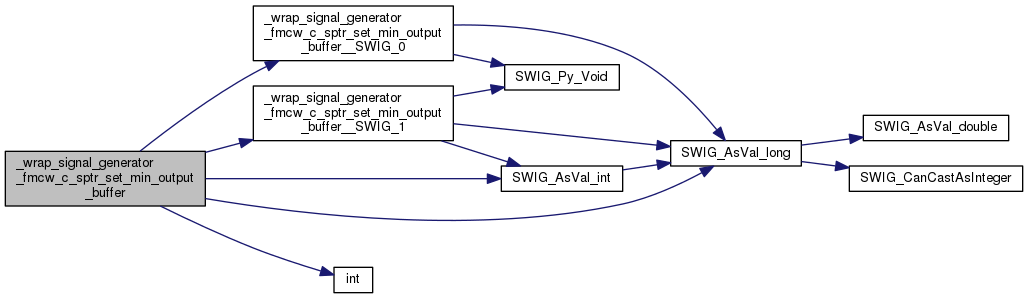 _wrap_signal_generator
_fmcw_c_sptr_set_min_output
_buffer__SWIG_0
SWIG_Py_Void
_wrap_signal_generator
_fmcw_c_sptr_set_min_output
_buffer__SWIG_1
SWIG_AsVal_double
SWIG_AsVal_long
_wrap_signal_generator
_fmcw_c_sptr_set_min_output
_buffer
SWIG_AsVal_int
SWIG_CanCastAsInteger
int